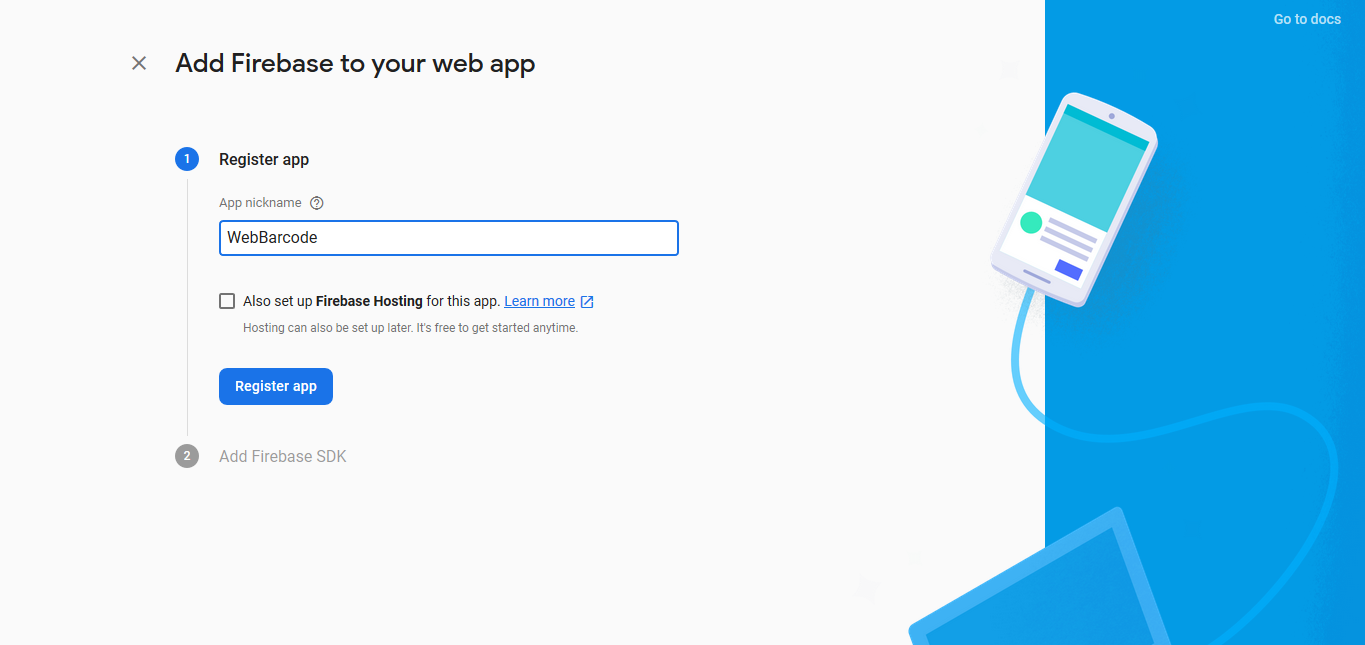 Go to docs
Add Firebase to your web app
1 Register app
App nickname
WebBarcode
Also set up Firebase Hosting for this app. Learn more
Hosting can also be set up later. It's free to get started anytime.
Register app
2 Add Firebase SDK